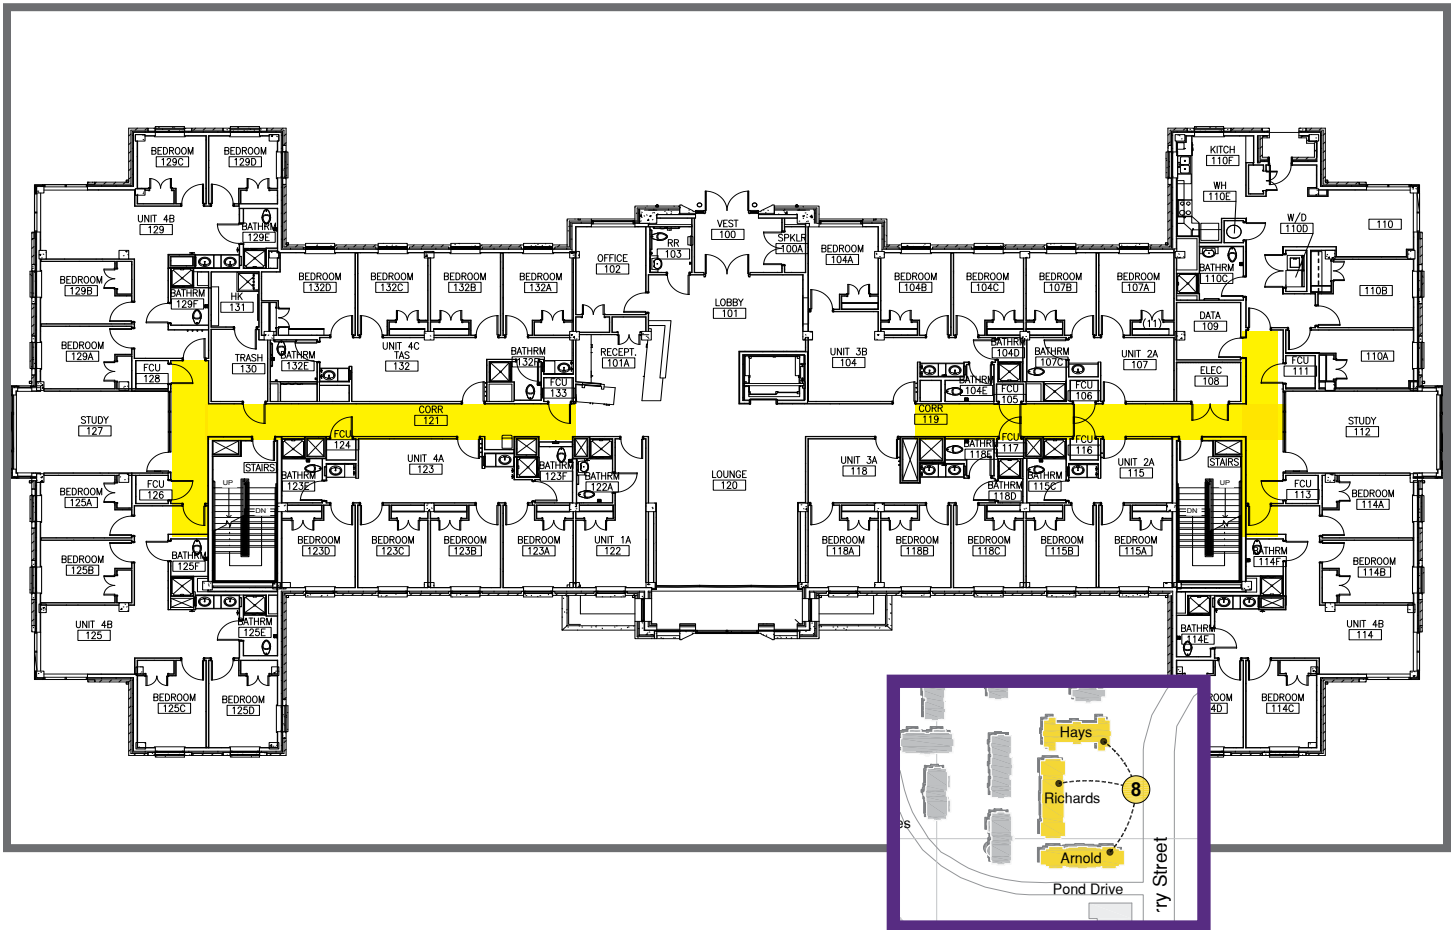 BEDROOM
129C
BEDROOM
129D
UNIT 4B
129
BATHRM
129E
BEDROOM
129B
BATHRM
129F
HK
131
BEDROOM
129A
FCU
128
TRASH
130
BEDROOM
132D
BEDROOM
132C
BEDROOM
132B
BEDROOM
132A
BATHRM
132E
UNIT 4C
TAS
132
BATHRM
FCU
133
OFFICE
102
RR
103
VEST
100
SPKLR
100A
LOBBY
101
RECEPT.
101A
BEDROOM
104A
BEDROOM
104B
BEDROOM
104C
BEDROOM
107B
BEDROOM
107A
(11)
UNIT 3B
104
BATHRM
104D
BATHRM
104E
FCU
105
BATHRM
107C
FCU
106
UNIT 2A
107
KITCH
110F
WH
110E
W/D
110D
110
BATHRM
110C
110B
DATA
109
110A
FCU
111
ELEC
108
STUDY
127
CORR
121
CORR
119
STUDY
112
FCU
124
STAIRS
UP
DN
BATHRM
123E
UNIT 4A
123
BATHRM
123F
BATHRM
122A
LOUNGE
120
UNIT 3A
118
BATHRM
118E
FCU
117
BATHRM
118D
FCU
116
BATHRM
115C
UNIT 2A
115
STAIRS
UP
DN
FCU
113
BEDROOM
125A
FCU
126
BEDROOM
125B
BATHRM
125F
UNIT 4B
125
BATHRM
125E
BEDROOM
125C
BEDROOM
125D
BEDROOM
123D
BEDROOM
123C
BEDROOM
123B
BEDROOM
123A
UNIT 1A
122
BEDROOM
118A
BEDROOM
118B
BEDROOM
118C
BEDROOM
115B
BEDROOM
115A
BEDROOM
114A
BATHRM
114F
BEDROOM
114B
BATHRM
114E
UNIT 4B
114
ROOM
4D
BEDROOM
114C
Hays
8
Richards
es
Arnold
Pond Drive
rry Street